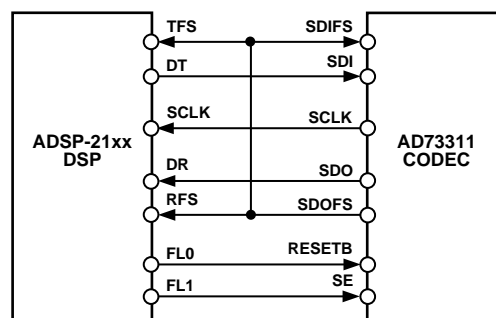 TFS SDIFS
DT SDI
SCLK SCLK
ADSP-21xx
DSP
AD73311
CODEC
DR SDO
RFS SDOFS
FL0 RESETB
FL1 SE